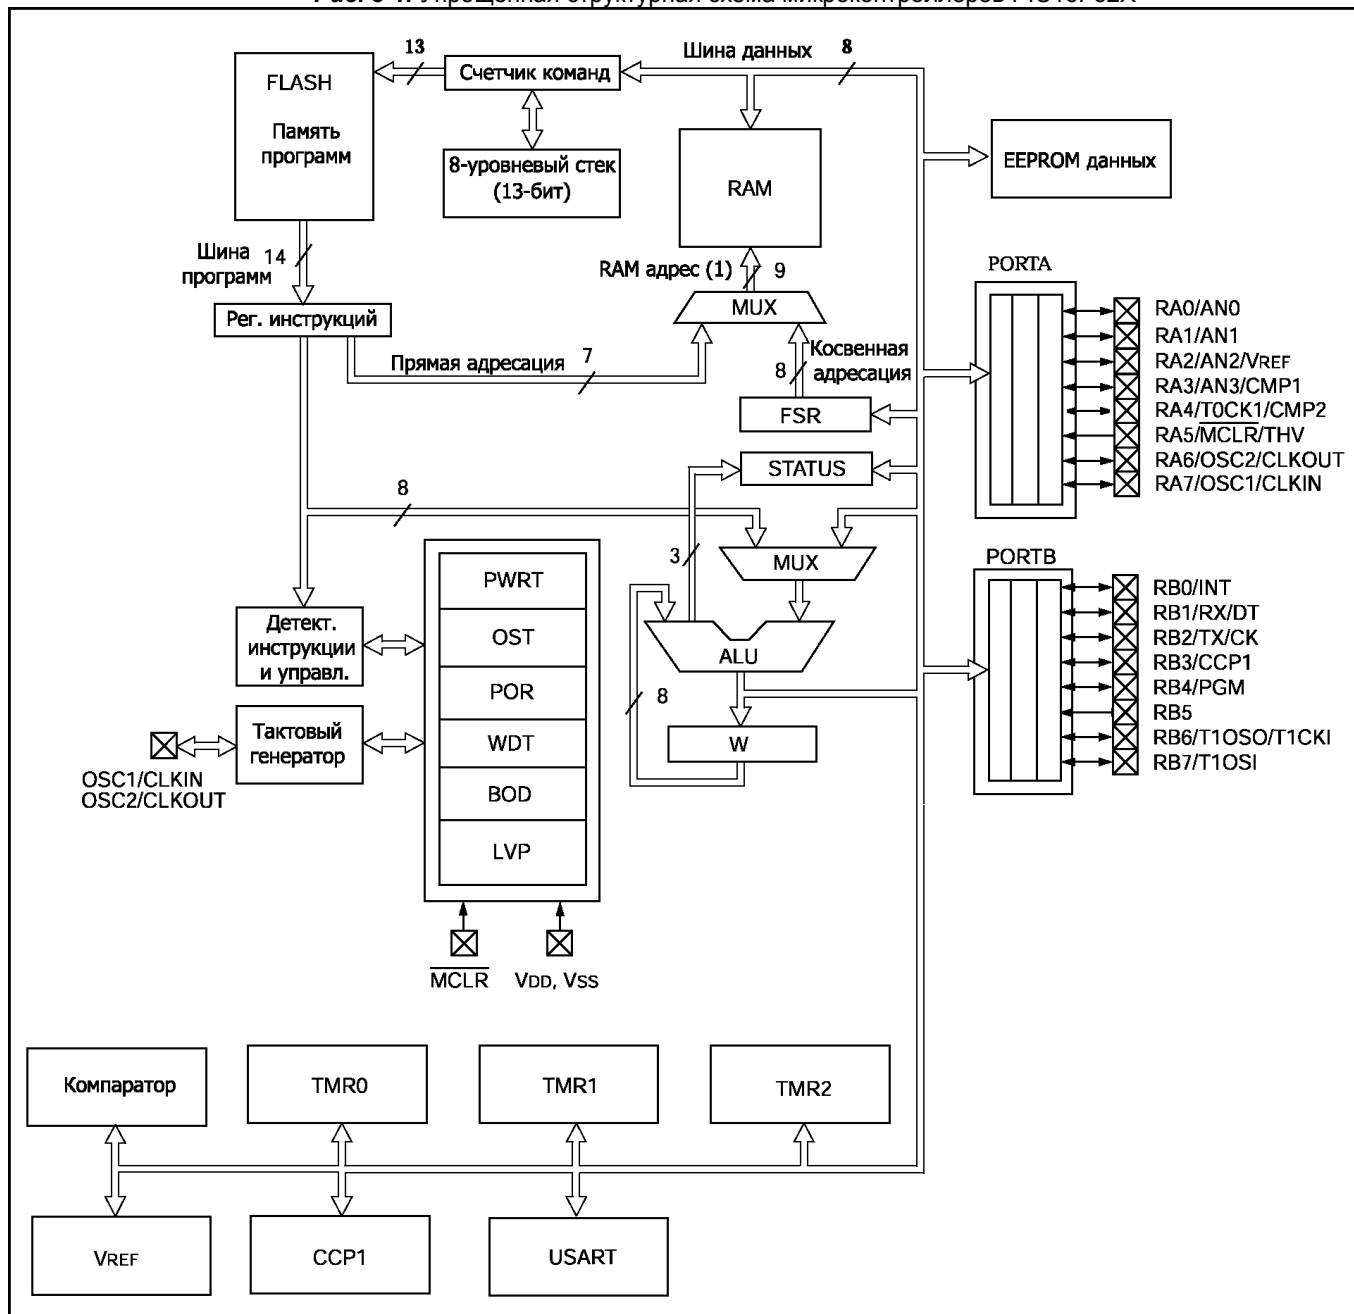 13
Шина данных
8
FLASH
Память
программ
Счетчик команд
8-уровневый стек
(13-бит)
RAM
EEPROM данных
Шина
программ
14
RAM адрес (1)
9
MUX
Рег. инструкций
Прямая адресация
7
Косвенная
адресация
8
FSR
STATUS
8
3
MUX
ALU
8
W
PORTA
RA0/AN0
RA1/AN1
RA2/AN2/VREF
RA3/AN3/CMP1
RA4/T0CK1/CMP2
RA5/MCLR/THV
RA6/OSC2/CLKOUT
RA7/OSC1/CLKIN
PORTB
RB0/INT
RB1/RX/DT
RB2/TX/CK
RB3/CCP1
RB4/PGM
RB5
RB6/T1OSO/T1CKI
RB7/T1OSI
Детект.
инструкции
и управл.
Тактовый
генератор
OSC1/CLKIN
OSC2/CLKOUT
PWRT
OST
POR
WDT
BOD
LVP
MCLR
VDD, VSS
Компаратор
TMR0
TMR1
TMR2
VREF
CCP1
USART